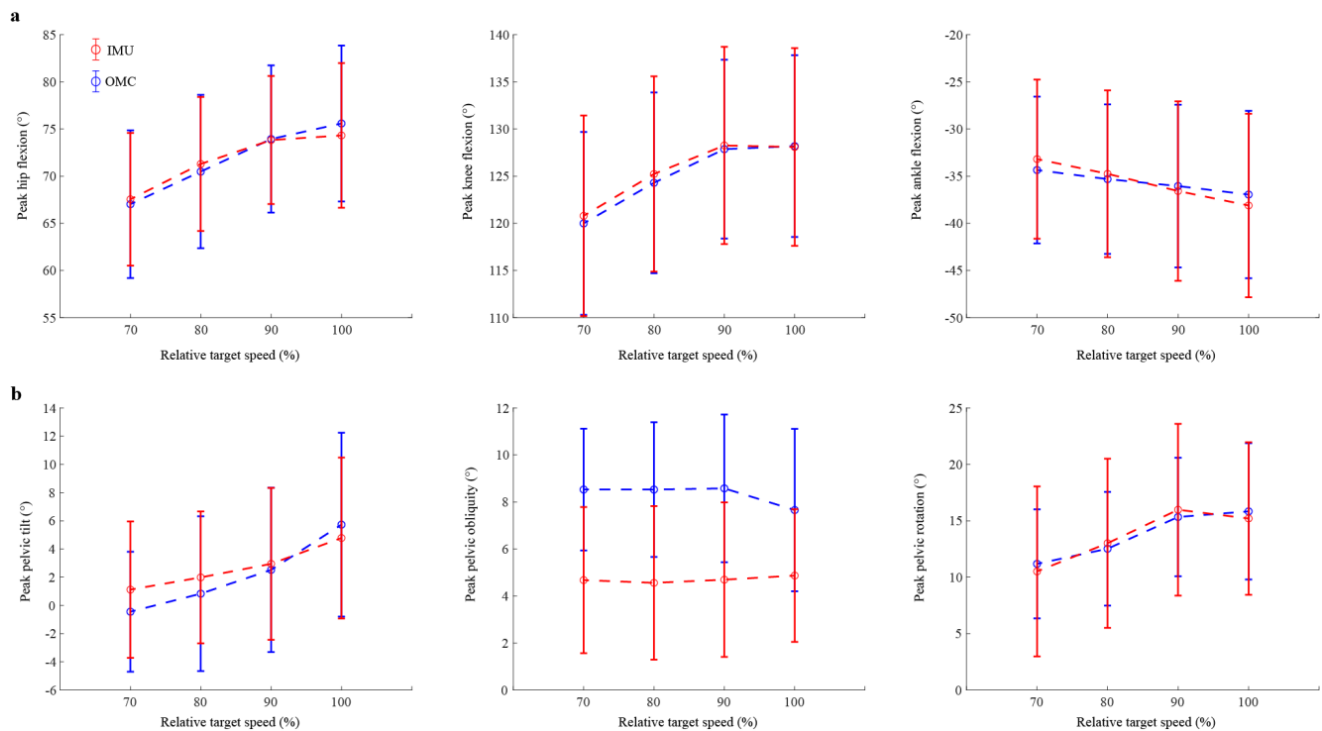 a
IMU
OMC
Peak hip flexion (°)
85
80
75
70
65
60
55
70 80 90 100
Relative target speed (%)
Peak knee flexion (°)
140
135
130
125
120
115
110
70 80 90 100
Relative target speed (%)
Peak ankle flexion (°)
-20
-25
-30
-35
-40
-45
-50
70 80 90 100
Relative target speed (%)
b
Peak pelvic tilt (°)
14
12
10
8
6
4
2
0
-2
-4
-6
70 80 90 100
Relative target speed (%)
Peak pelvic obliquity (°)
12
10
8
6
4
2
0
70 80 90 100
Relative target speed (%)
Peak pelvic rotation (°)
25
20
15
10
5
0
70 80 90 100
Relative target speed (%)